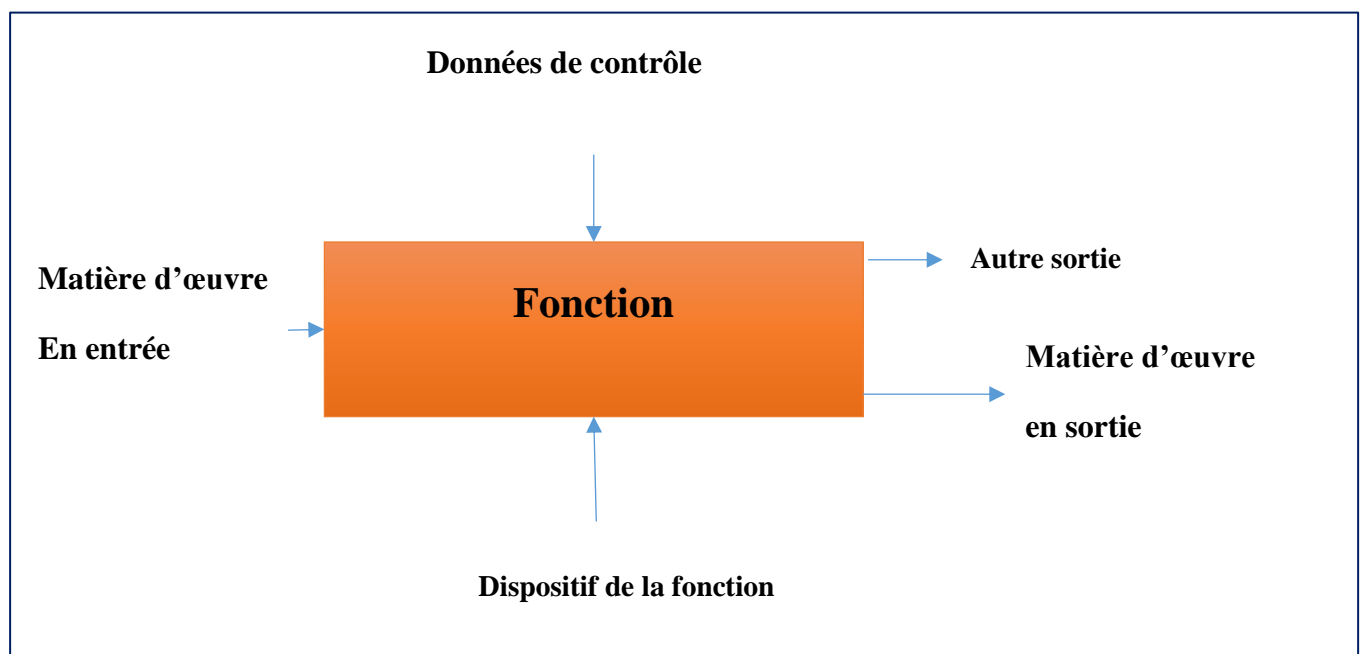 Données de contrôle
Matière d’œuvre
En entrée
Fonction
Autre sortie
Matière d’œuvre
en sortie
Dispositif de la fonction